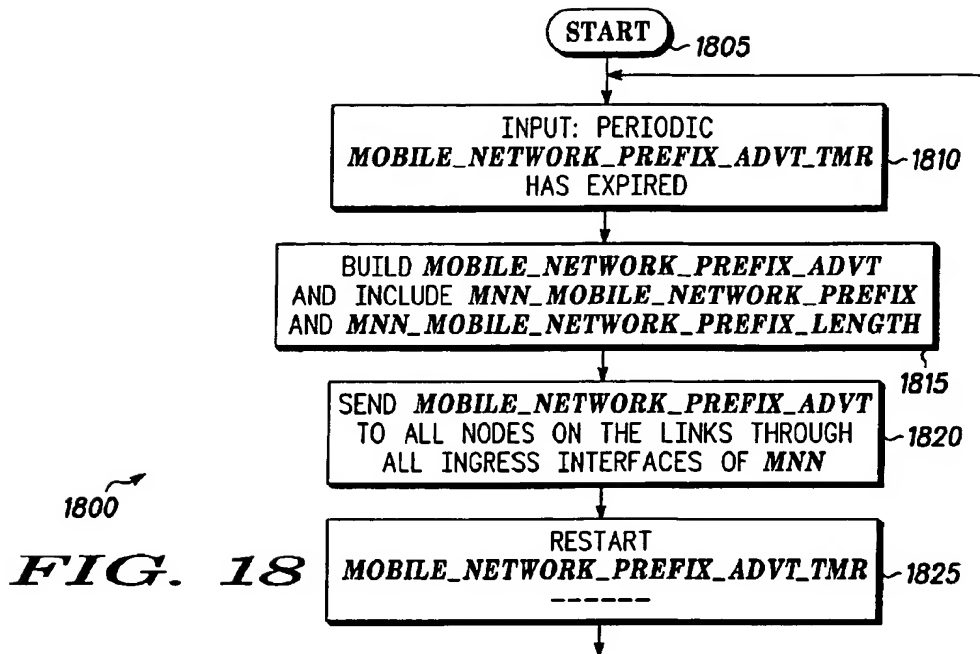 START
1805
INPUT: PERIODIC
MOBILE_NETWORK_PREFIX_ADVT_TMR
HAS EXPIRED
1810
BUILD MOBILE_NETWORK_PREFIX_ADVT
AND INCLUDE MNN_MOBILE_NETWORK_PREFIX
AND MNN_MOBILE_NETWORK_PREFIX_LENGTH
1815
SEND MOBILE_NETWORK_PREFIX_ADVT
TO ALL NODES ON THE LINKS THROUGH
ALL INGRESS INTERFACES OF MNN
1820
1800
FIG. 18
RESTART
MOBILE_NETWORK_PREFIX_ADVT_TMR
------
1825